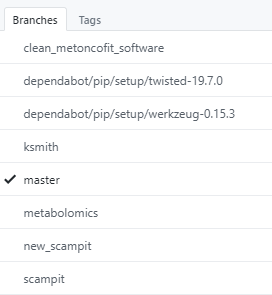 Branches Tags
clean_metoncofit_software
dependabot/pip/setup/twisted-19.7.0
dependabot/pip/setup/werkzeug-0.15.3
ksmith
master
metabolomics
new_scampit
scampit